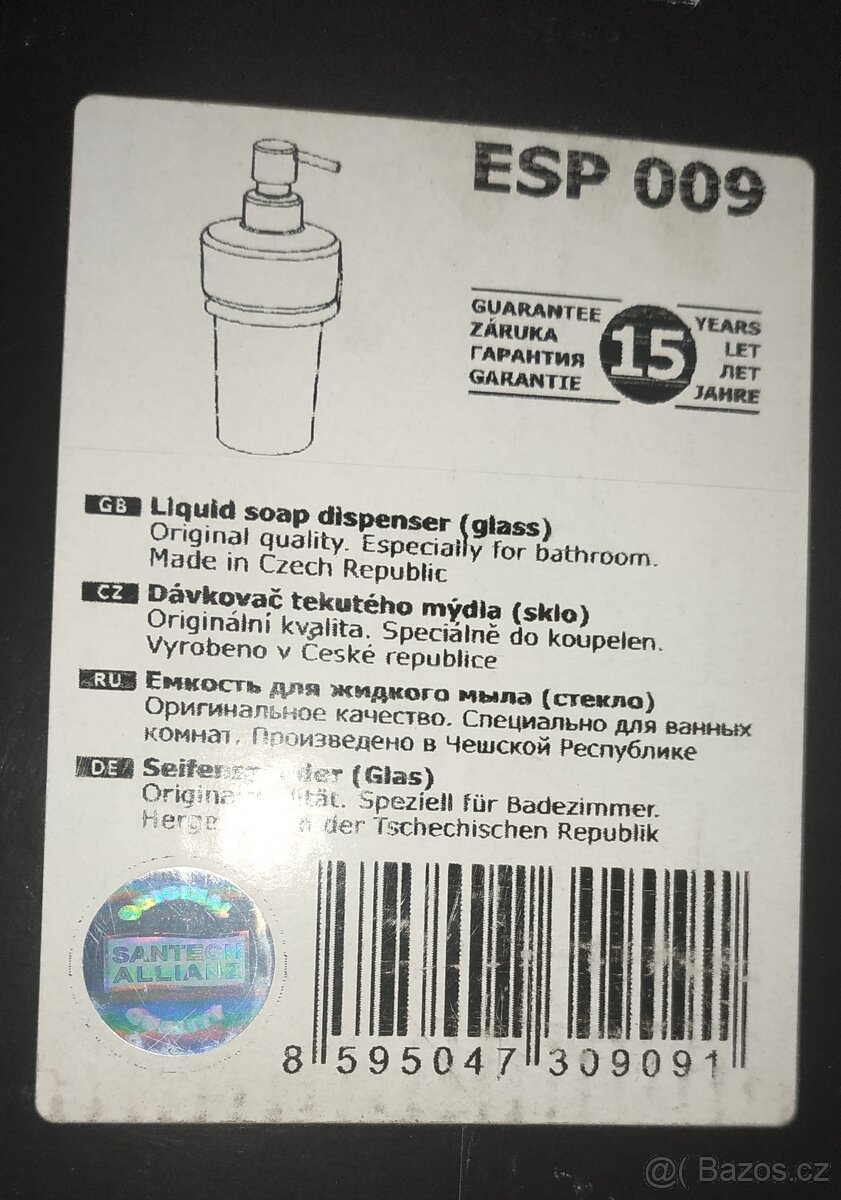 ESP 009
GUARANTEE
ZÁRUKA
ГАРАНТИЯ
GARANTIE
15
YEARS
LET
ЛЕТ
JAHRE
GB Liquid soap dispenser (glass)
Original quality. Especially for bathroom.
Made in Czech Republic
CZ Dávkovač tekutého mýdla (sklo)
Originální kvalita. Speciálně do koupelen.
Vyrobeno v České republice
RU Емкость для жидкого мыла (стекло)
Оригинальное качество. Специально для ванных
комнат. Произведено в Чешской Республике
DE (Glas)
Speziell für Badezimmer.
der Tschechischen Republik
SANTECH
ALLIANZ
QUALITY
8 595047 309091
@( Bazos.cz